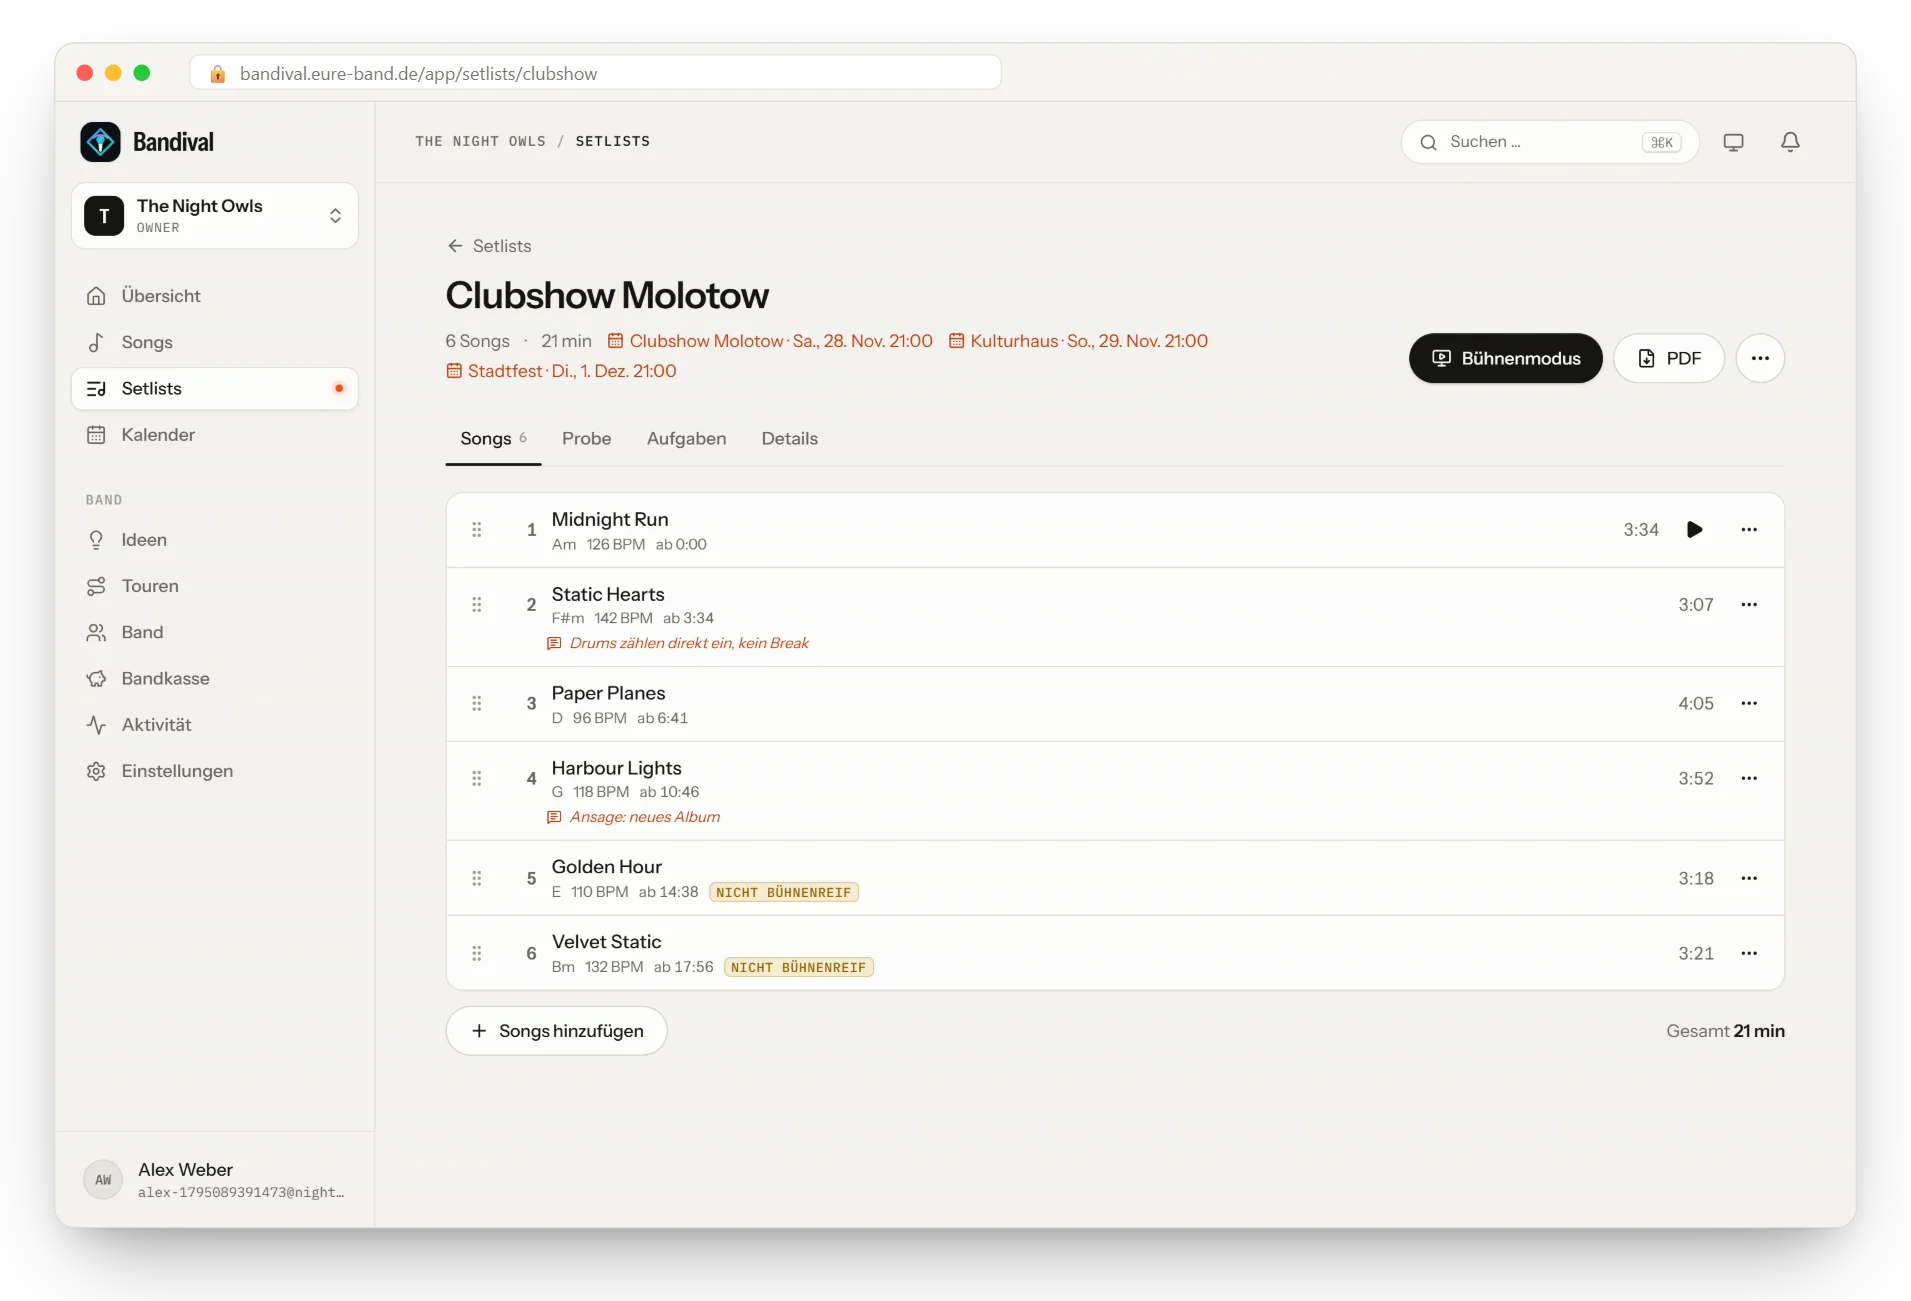 bandival.eure-band.de/app/setlists/clubshow
Bandival
THE NIGHT OWLS / SETLISTS
Suchen ... ⌘K
T
The Night Owls
OWNER
Übersicht
Songs
Setlists
Kalender
BAND
Ideen
Touren
Band
Bandkasse
Aktivität
Einstellungen
AW
Alex Weber
alex-1795089391473@night…
← Setlists
Clubshow Molotow
6 Songs · 21 min Clubshow Molotow · Sa., 28. Nov. 21:00 Kulturhaus · So., 29. Nov. 21:00
Stadtfest · Di., 1. Dez. 21:00
Bühnenmodus
PDF
Songs 6 Probe Aufgaben Details
1 Midnight Run 3:34
Am 126 BPM ab 0:00
2 Static Hearts 3:07
F#m 142 BPM ab 3:34
Drums zählen direkt ein, kein Break
3 Paper Planes 4:05
D 96 BPM ab 6:41
4 Harbour Lights 3:52
G 118 BPM ab 10:46
Ansage: neues Album
5 Golden Hour 3:18
E 110 BPM ab 14:38 NICHT BÜHNENREIF
6 Velvet Static 3:21
Bm 132 BPM ab 17:56 NICHT BÜHNENREIF
+ Songs hinzufügen
Gesamt 21 min